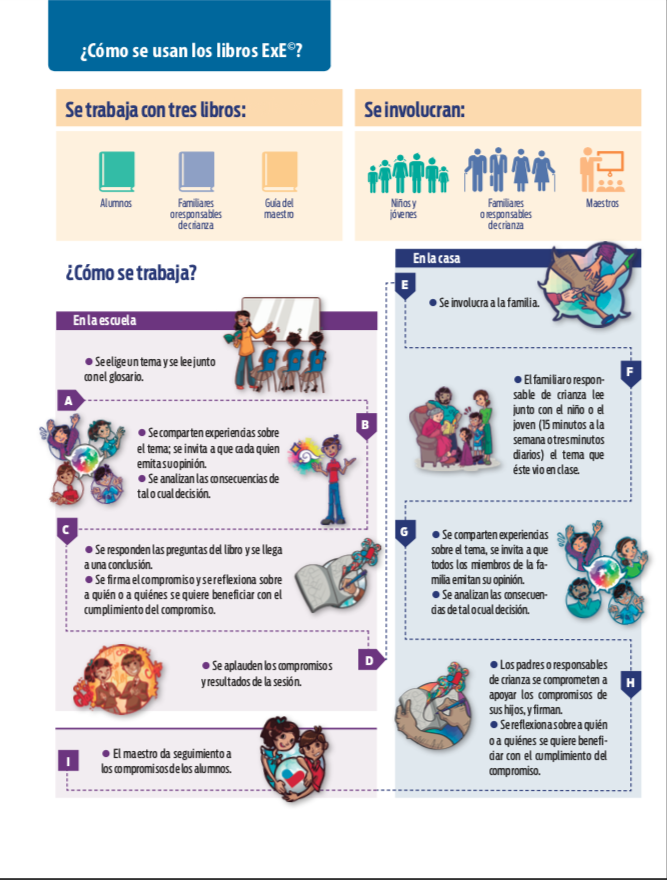 ¿Cómo se usan los libros ExE©?
Se trabaja con tres libros:
Alumnos
Familiares
o responsables
de crianza
Guía del
maestro
Se involucran:
Niños y
jóvenes
Familiares
o responsables
de crianza
Maestros
¿Cómo se trabaja?
En la escuela
● Se elige un tema y se lee junto
con el glosario.
A
● Se comparten experiencias sobre
el tema; se invita a que cada quien
emita su opinión.
● Se analizan las consecuencias de
tal o cual decisión.
B
C
● Se responden las preguntas del libro y se llega
a una conclusión.
● Se firma el compromiso y se reflexiona sobre
a quién o a quiénes se quiere beneficiar con el
cumplimiento del compromiso.
● Se aplauden los compromisos
y resultados de la sesión.
D
En la casa
E
● Se involucra a la familia.
F
● El familiar o respon-
sable de crianza lee
junto con el niño o el
joven (15 minutos a la
semana o tres minutos
diarios) el tema que
éste vio en clase.
G
● Se comparten experiencias
sobre el tema, se invita a que
todos los miembros de la fa-
milia emitan su opinión.
● Se analizan las consecuen-
cias de tal o cual decisión.
● Los padres o responsables
de crianza se comprometen a
apoyar los compromisos de
sus hijos, y firman.
● Se reflexiona sobre a quién
o a quiénes se quiere benefi-
ciar con el cumplimiento del
compromiso.
H
I
● El maestro da seguimiento a
los compromisos de los alumnos.